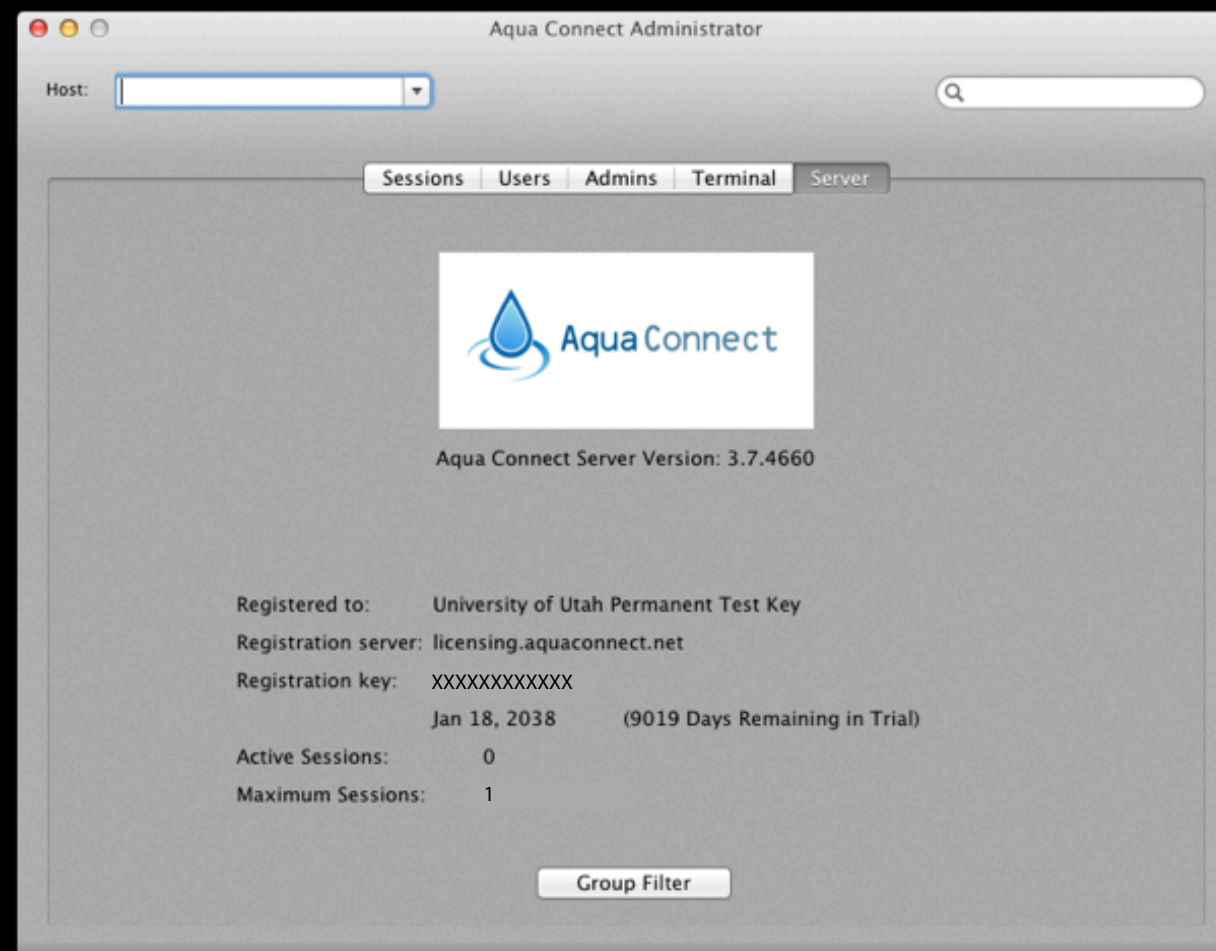 Aqua Connect Administrator
Host:
Sessions Users Admins Terminal Server
Aqua Connect
Aqua Connect Server Version: 3.7.4660
Registered to: University of Utah Permanent Test Key
Registration server: licensing.aquaconnect.net
Registration key: XXXXXXXXXXXX
Jan 18, 2038 (9019 Days Remaining in Trial)
Active Sessions: 0
Maximum Sessions: 1
Group Filter